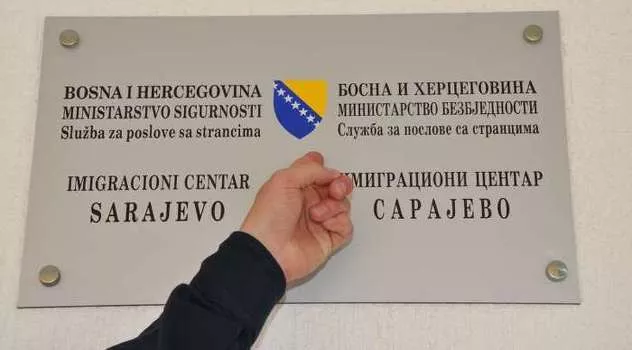 BOSNA I HERCEGOVINA
MINISTARSTVO SIGURNOSTI
Služba za poslove sa strancima
IMIGRACIONI CENTAR
SARAJEVO
БОСНА И ХЕРЦЕГОВИНА
МИНИСТАРСТВО БЕЗБЈЕДНОСТИ
Служба за послове са странцима
ИМИГРАЦИОНИ ЦЕНТАР
САРАЈЕВО